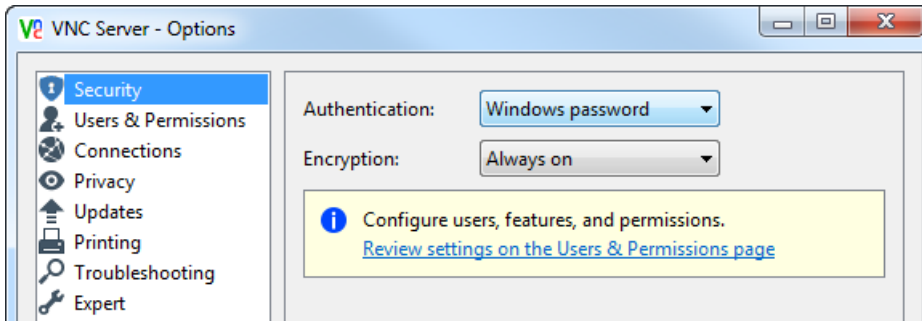 VNC Server - Options
Security
Users & Permissions
Connections
Privacy
Updates
Printing
Troubleshooting
Expert
Authentication: Windows password
Encryption: Always on
Configure users, features, and permissions.
Review settings on the Users & Permissions page